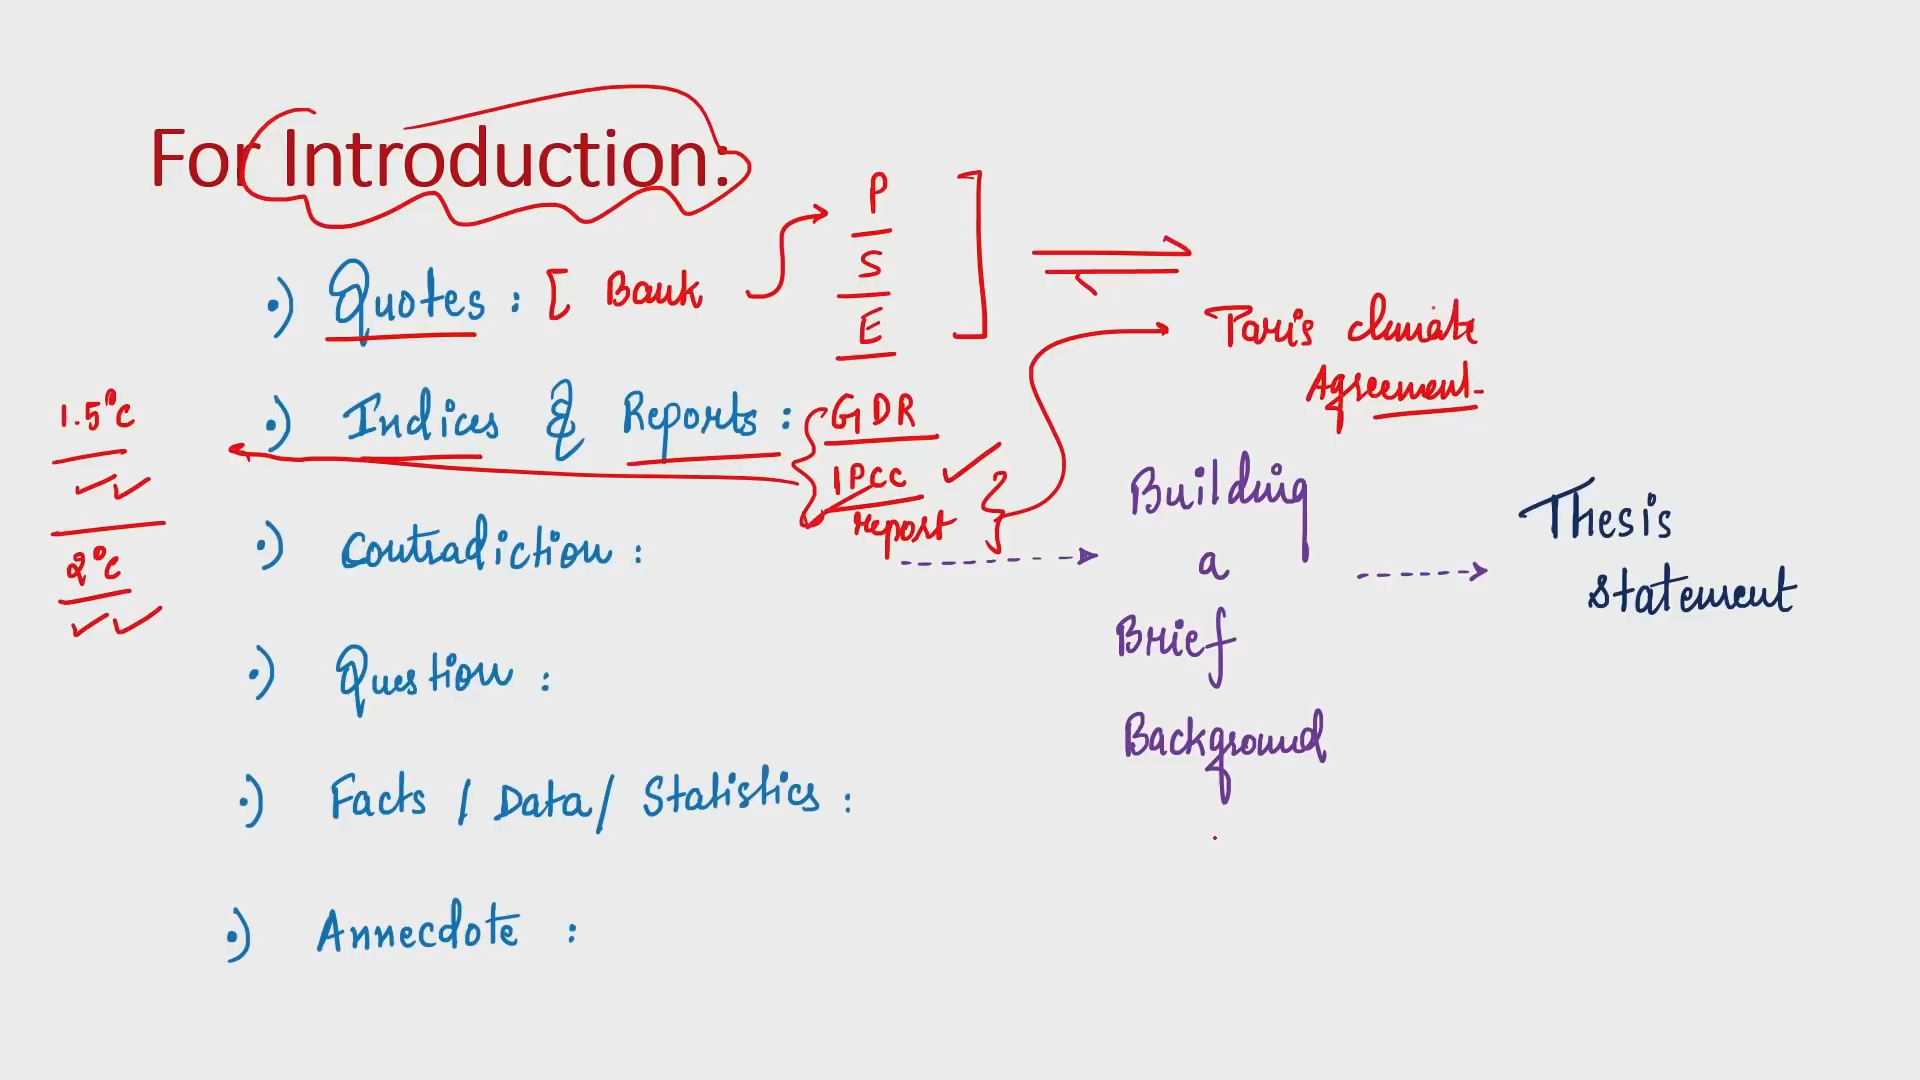 For Introduction:
•) Quotes : [ Bank
P
S
E
Paris climate
Agreement.
•) Indices & Reports :
GDR
IPCC
report
1.5°C
2°C
•) Contradiction :
Building
a
Brief
Background
Thesis
statement
•) Question :
•) Facts / Data / Statistics :
•) Annecdote :